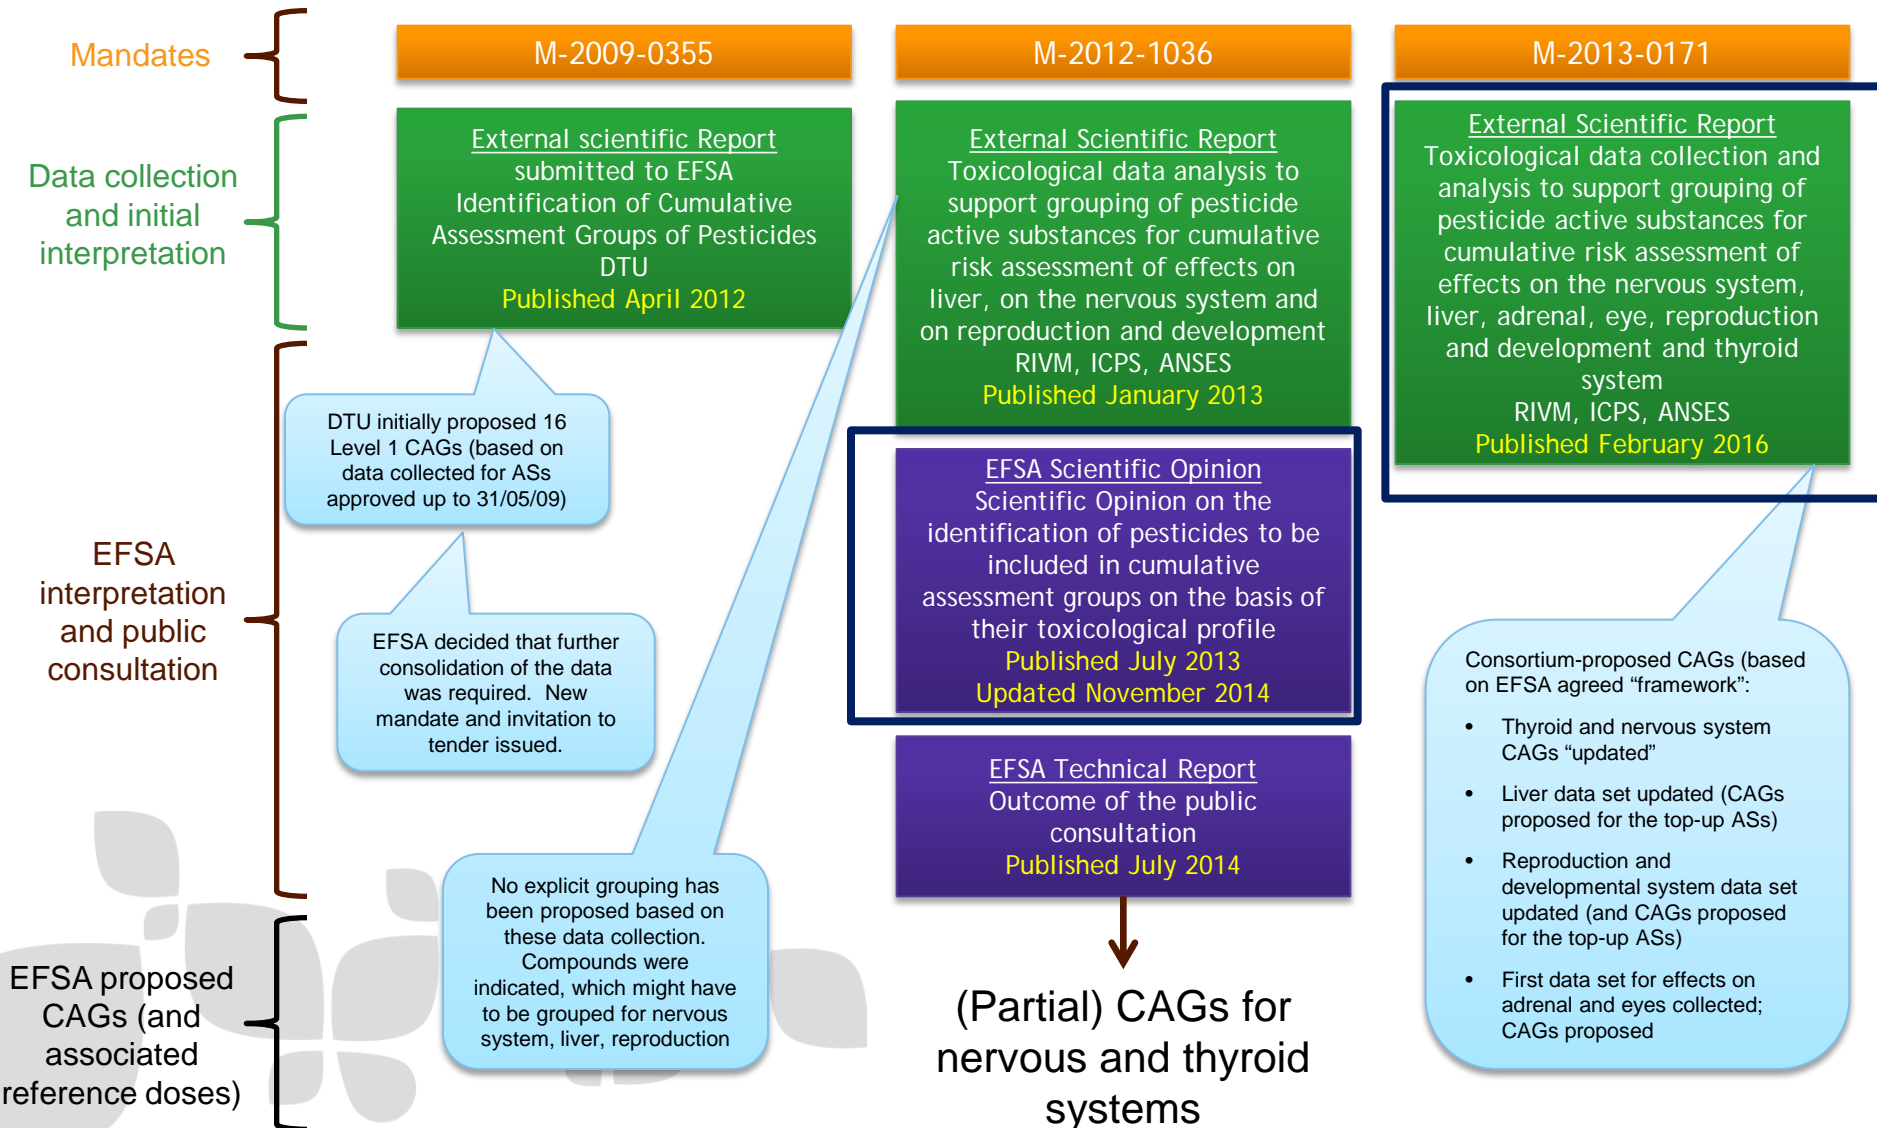 Mandates
M-2009-0355
M-2012-1036
M-2013-0171
Data collection
and initial
interpretation
External scientific Report
submitted to EFSA
Identification of Cumulative
Assessment Groups of Pesticides
DTU
Published April 2012
External Scientific Report
Toxicological data analysis to
support grouping of pesticide
active substances for cumulative
risk assessment of effects on
liver, on the nervous system and
on reproduction and development
RIVM, ICPS, ANSES
Published January 2013
External Scientific Report
Toxicological data collection and
analysis to support grouping of
pesticide active substances for
cumulative risk assessment of
effects on the nervous system,
liver, adrenal, eye, reproduction
and development and thyroid
system
RIVM, ICPS, ANSES
Published February 2016
DTU initially proposed 16
Level 1 CAGs (based on
data collected for ASs
approved up to 31/05/09)
EFSA
interpretation
and public
consultation
EFSA decided that further
consolidation of the data
was required.  New
mandate and invitation to
tender issued.
EFSA Scientific Opinion
Scientific Opinion on the
identification of pesticides to be
included in cumulative
assessment groups on the basis of
their toxicological profile
Published July 2013
Updated November 2014
EFSA Technical Report
Outcome of the public
consultation
Published July 2014
Consortium-proposed CAGs (based
on EFSA agreed “framework”:
• Thyroid and nervous system
CAGs “updated”
• Liver data set updated (CAGs
proposed for the top-up ASs)
• Reproduction and
developmental system data set
updated (and CAGs proposed
for the top-up ASs)
• First data set for effects on
adrenal and eyes collected;
CAGs proposed
No explicit grouping has
been proposed based on
these data collection.
Compounds were
indicated, which might have
to be grouped for nervous
system, liver, reproduction
EFSA proposed
CAGs (and
associated
reference doses)
(Partial) CAGs for
nervous and thyroid
systems